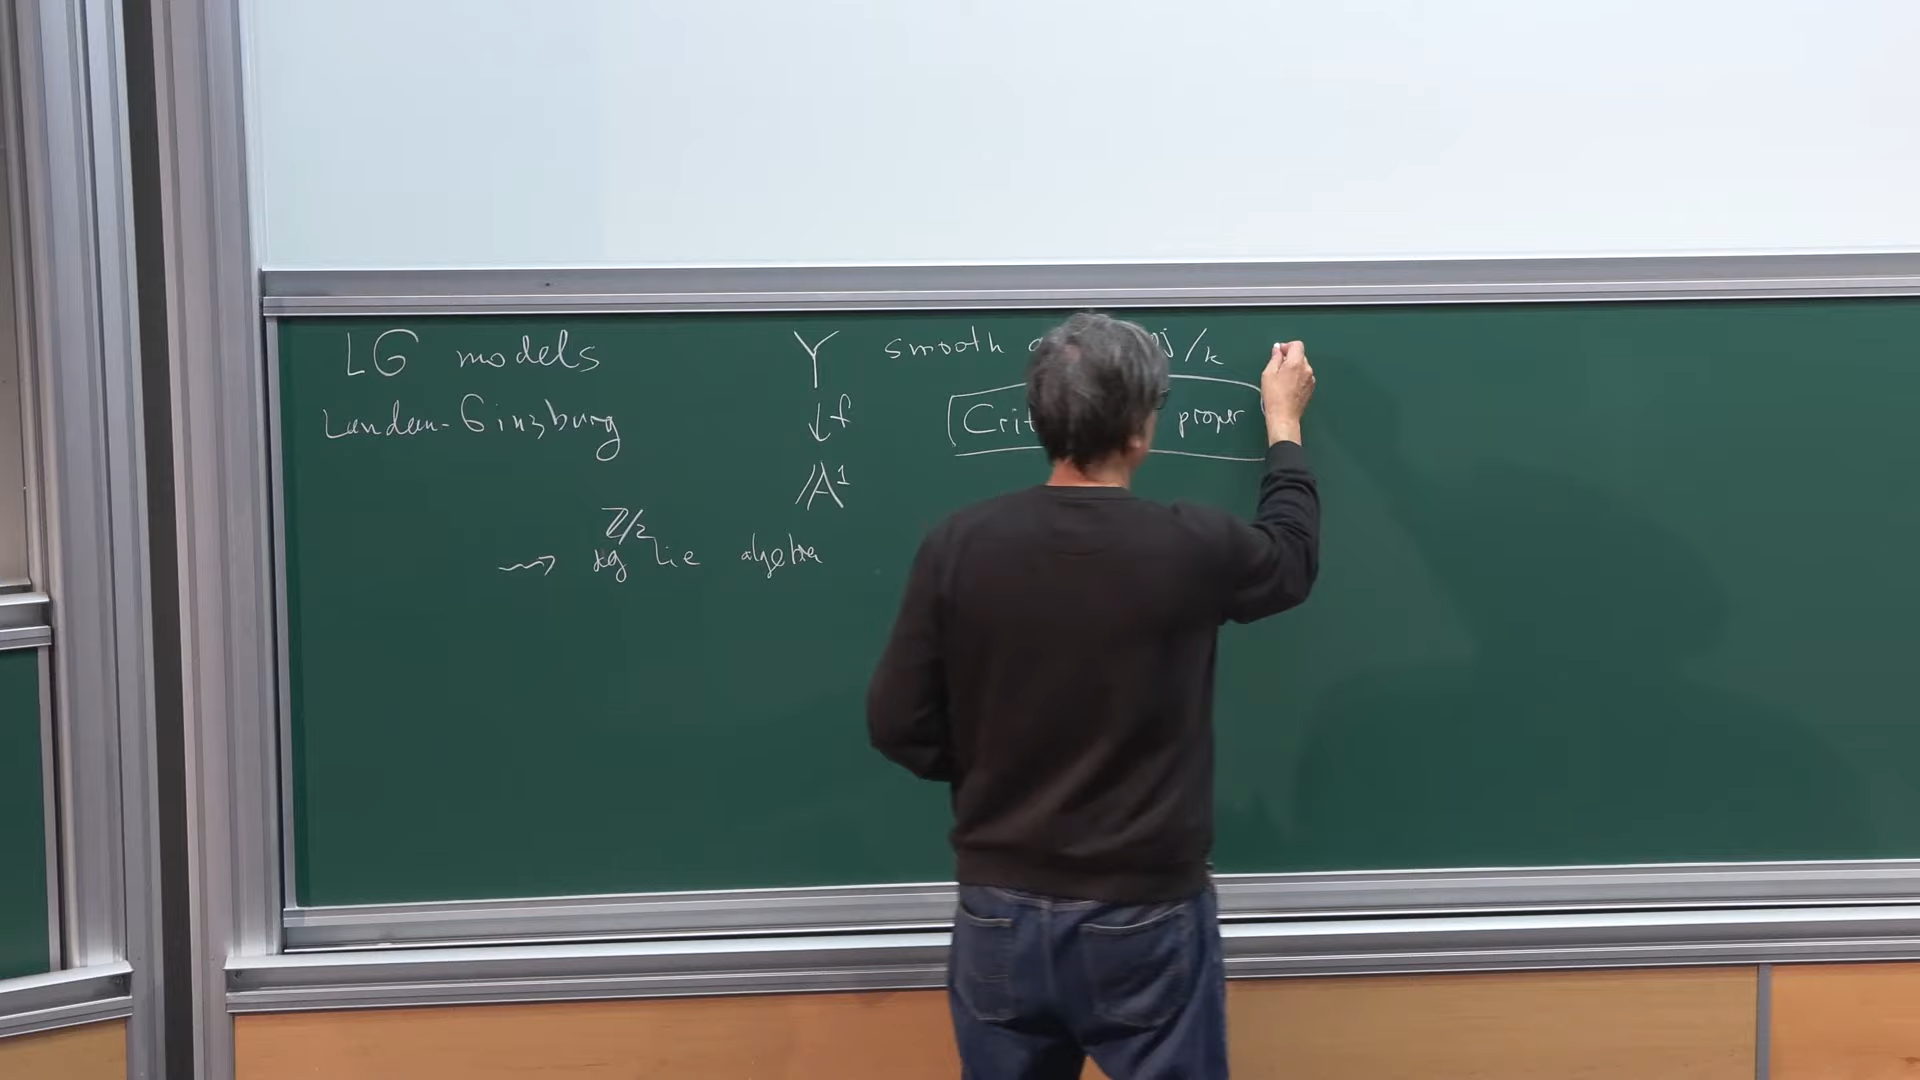 LG models
Landau-Ginzburg
Y
↓ f
𝔸¹
smooth /k
Crit proper
⇝ ℤ/2 dg Lie algebra